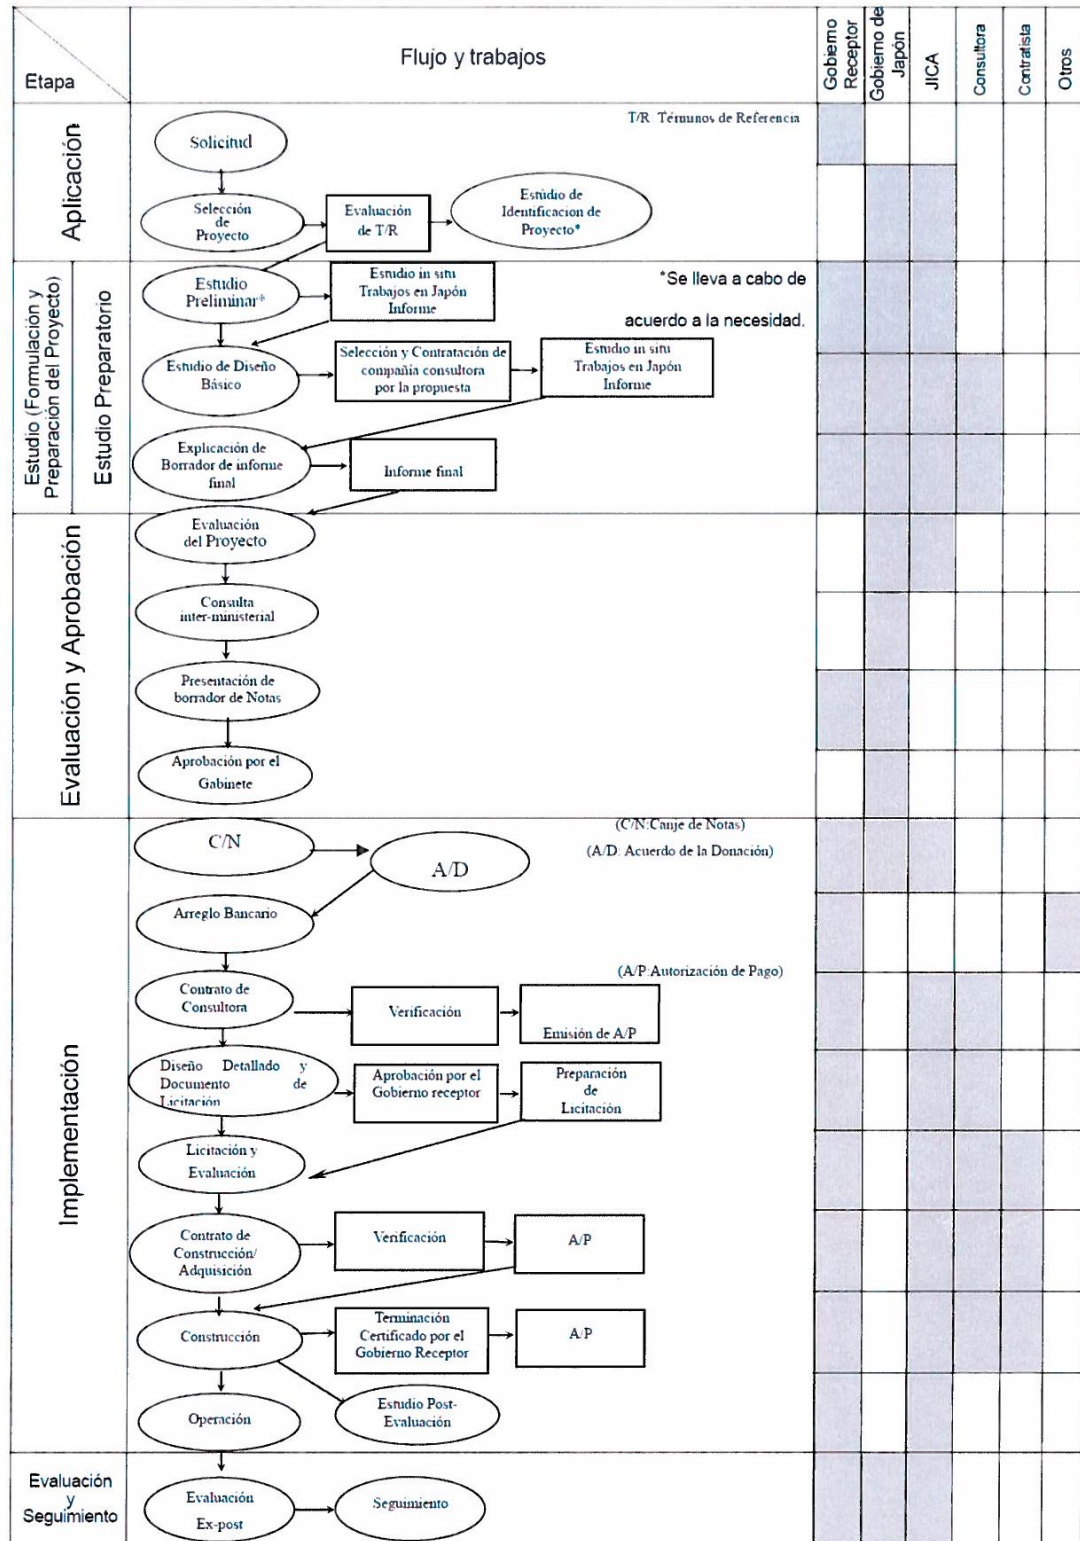 Etapa
Flujo y trabajos
Gobierno
Receptor
Gobierno de
Japón
JICA
Consultora
Contratista
Otros
Aplicación
T/R: Términos de Referencia
Solicitud
Selección
de
Proyecto
Evaluación
de T/R
Estúdio de
Identificacion de
Proyecto*
Estudio (Formulación y
Preparación del Proyecto)
Estudio Preparatorio
Estudio
Preliminar*
Estudio in situ
Trabajos en Japón
Informe
*Se lleva a cabo de
acuerdo a la necesidad.
Estudio de Diseño
Básico
Selección y Contratación de
compañía consultora
por la propuesta
Estudio in situ
Trabajos en Japón
Informe
Explicación de
Borrador de informe
final
Informe final
Evaluación y Aprobación
Evaluación
del Proyecto
Consulta
inter-ministerial
Presentación de
borrador de Notas
Aprobación por el
Gabinete
Implementación
C/N
A/D
(C/N:Canje de Notas)
(A/D: Acuerdo de la Donación)
Arreglo Bancario
(A/P:Autorización de Pago)
Contrato de
Consultora
Verificación
Emisión de A/P
Diseño Detallado y
Documento de
Licitación
Aprobación por el
Gobierno receptor
Preparación
de
Licitación
Licitación y
Evaluación
Contrato de
Construcción/
Adquisición
Verificación
A/P
Construcción
Terminación
Certificado por el
Gobierno Receptor
A/P
Operación
Estudio Post-
Evaluación
Evaluación
y
Seguimiento
Evaluación
Ex-post
Seguimiento